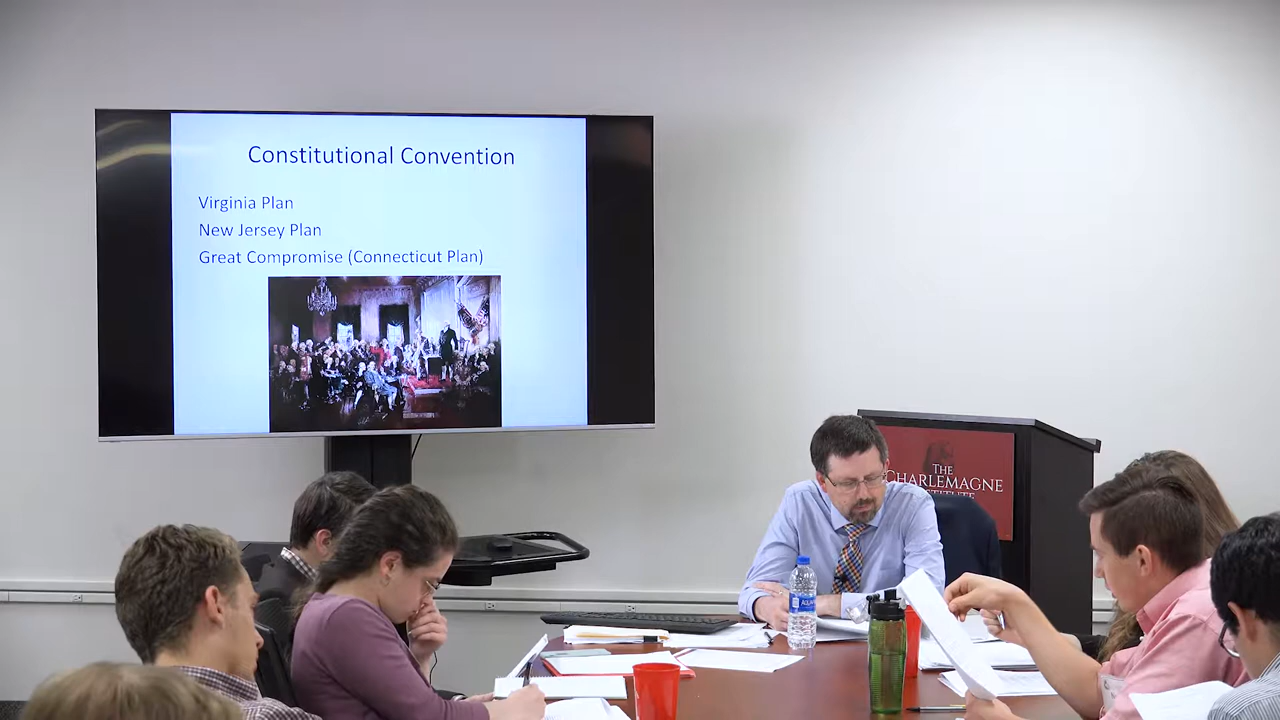 Constitutional Convention
Virginia Plan
New Jersey Plan
Great Compromise (Connecticut Plan)
THE
CHARLEMAGNE